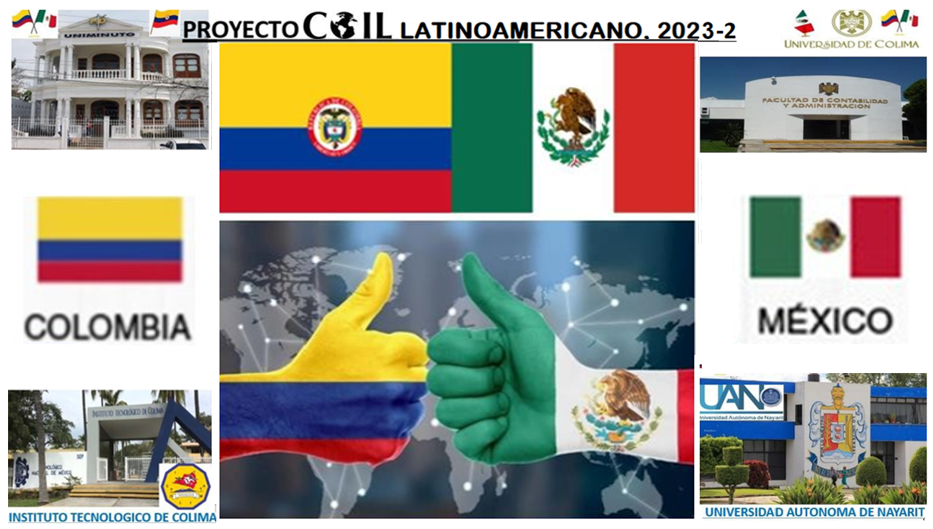 PROYECTO COIL LATINOAMERICANO. 2023-2
UNIMINUTO
UNIVERSIDAD DE COLIMA
FACULTAD DE CONTABILIDAD
Y ADMINISTRACION
COLOMBIA
MÉXICO
INSTITUTO TECNOLÓGICO DE COLIMA
INSTITUTO TECNOLOGICO DE COLIMA
UAN
Universidad Autónoma de Nayarit
UNIVERSIDAD AUTONOMA DE NAYARIT